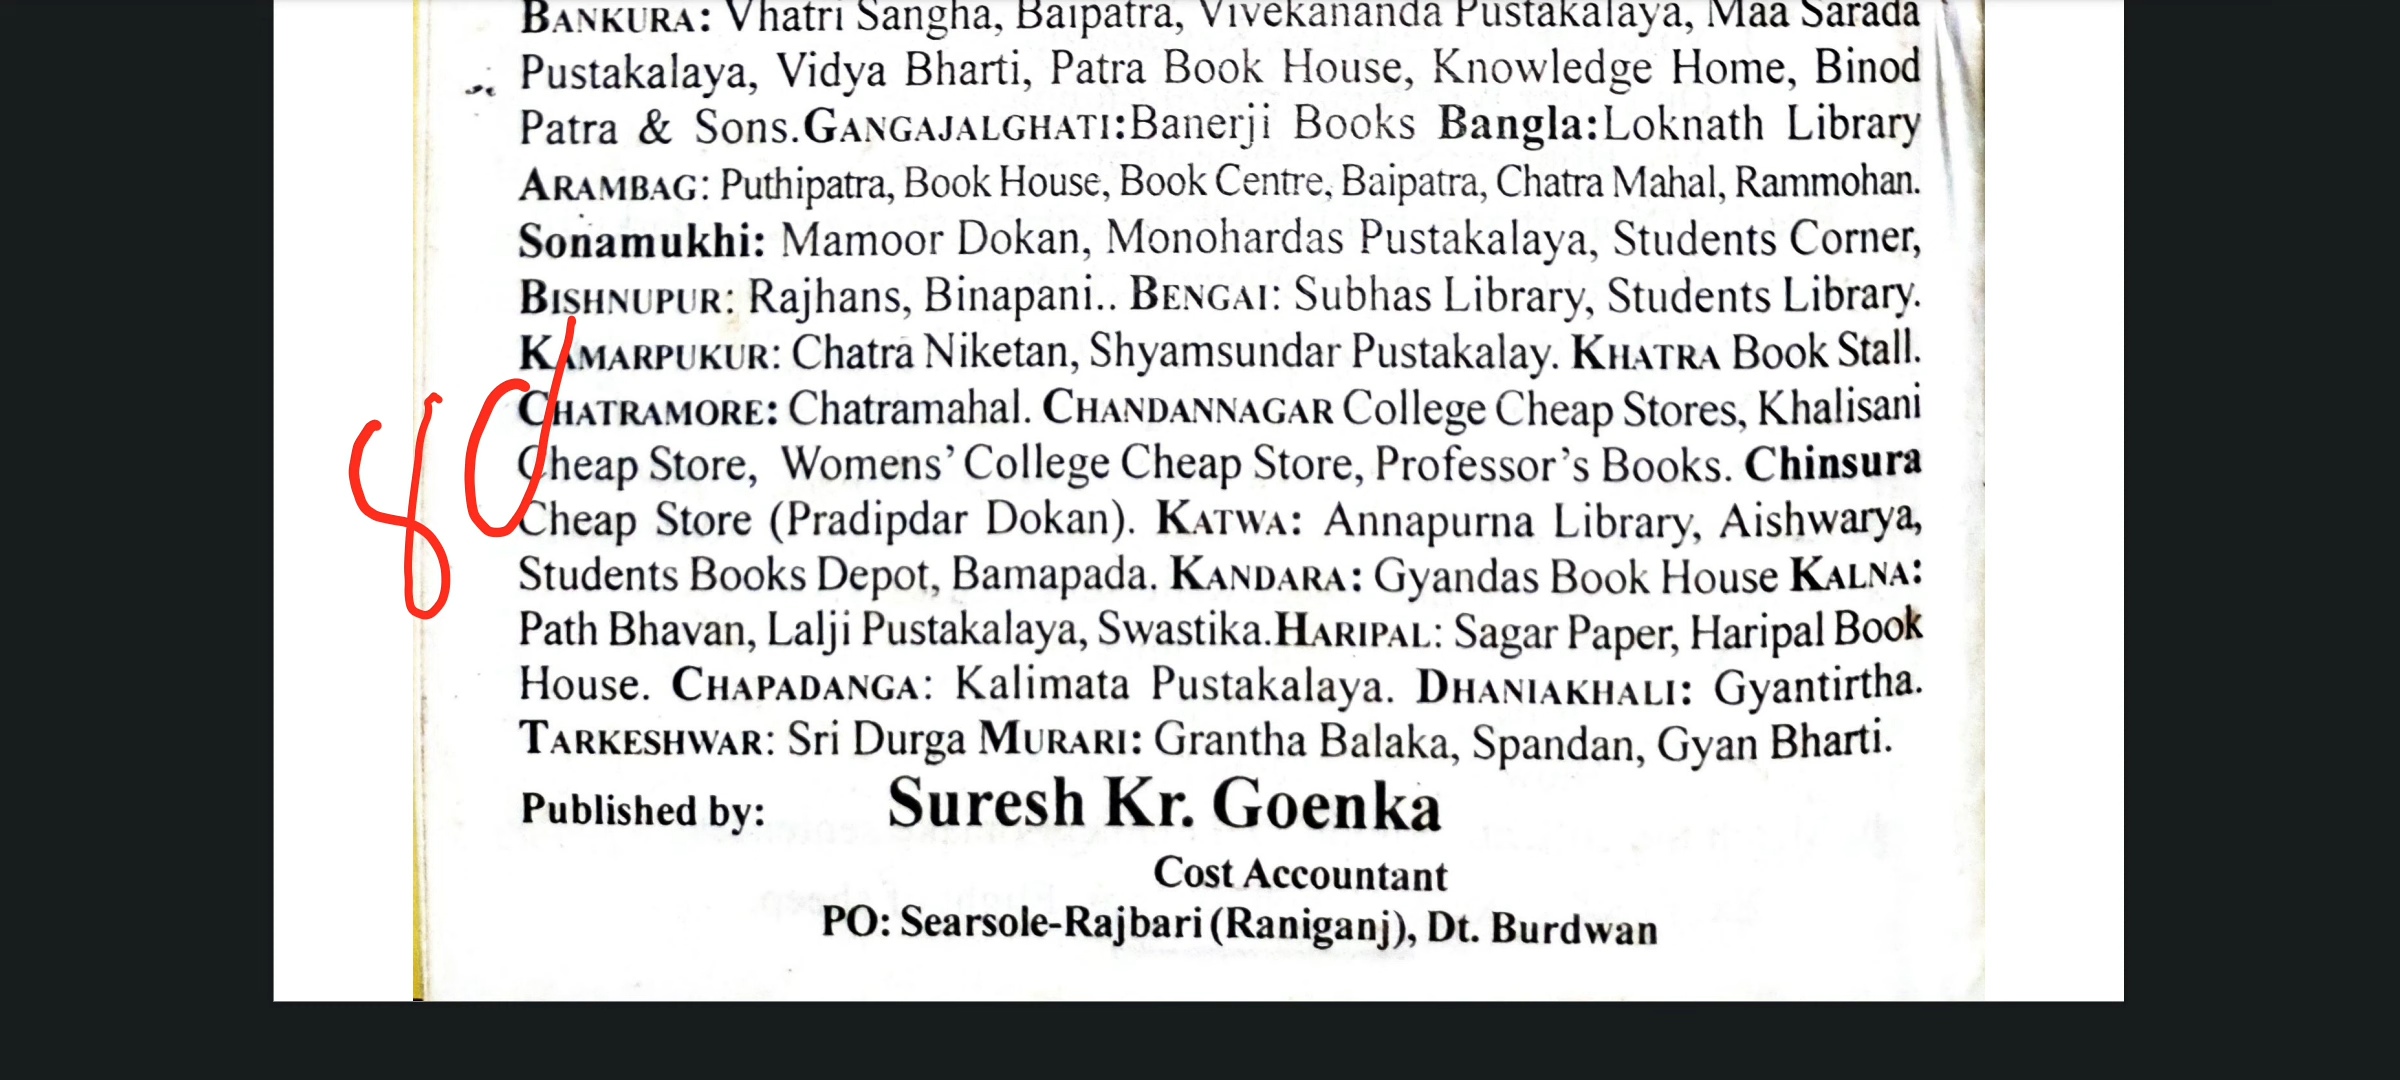 BANKURA: Vhatri Sangha, Baipatra, Vivekananda Pustakalaya, Maa Sarada
Pustakalaya, Vidya Bharti, Patra Book House, Knowledge Home, Binod
Patra & Sons.GANGAJALGHATI:Banerji Books Bangla:Loknath Library
ARAMBAG: Puthipatra, Book House, Book Centre, Baipatra, Chatra Mahal, Rammohan.
Sonamukhi: Mamoor Dokan, Monohardas Pustakalaya, Students Corner,
BISHNUPUR: Rajhans, Binapani.. BENGAI: Subhas Library, Students Library.
KAMARPUKUR: Chatra Niketan, Shyamsundar Pustakalay. KHATRA Book Stall.
CHATRAMORE: Chatramahal. CHANDANNAGAR College Cheap Stores, Khalisani
Cheap Store, Womens' College Cheap Store, Professor's Books. Chinsura
Cheap Store (Pradipdar Dokan). KATWA: Annapurna Library, Aishwarya,
Students Books Depot, Bamapada. KANDARA: Gyandas Book House KALNA:
Path Bhavan, Lalji Pustakalaya, Swastika.HARIPAL: Sagar Paper, Haripal Book
House. CHAPADANGA: Kalimata Pustakalaya. DHANIAKHALI: Gyantirtha.
TARKESHWAR: Sri Durga MURARI: Grantha Balaka, Spandan, Gyan Bharti.
Published by: Suresh Kr. Goenka
Cost Accountant
PO: Searsole-Rajbari (Raniganj), Dt. Burdwan